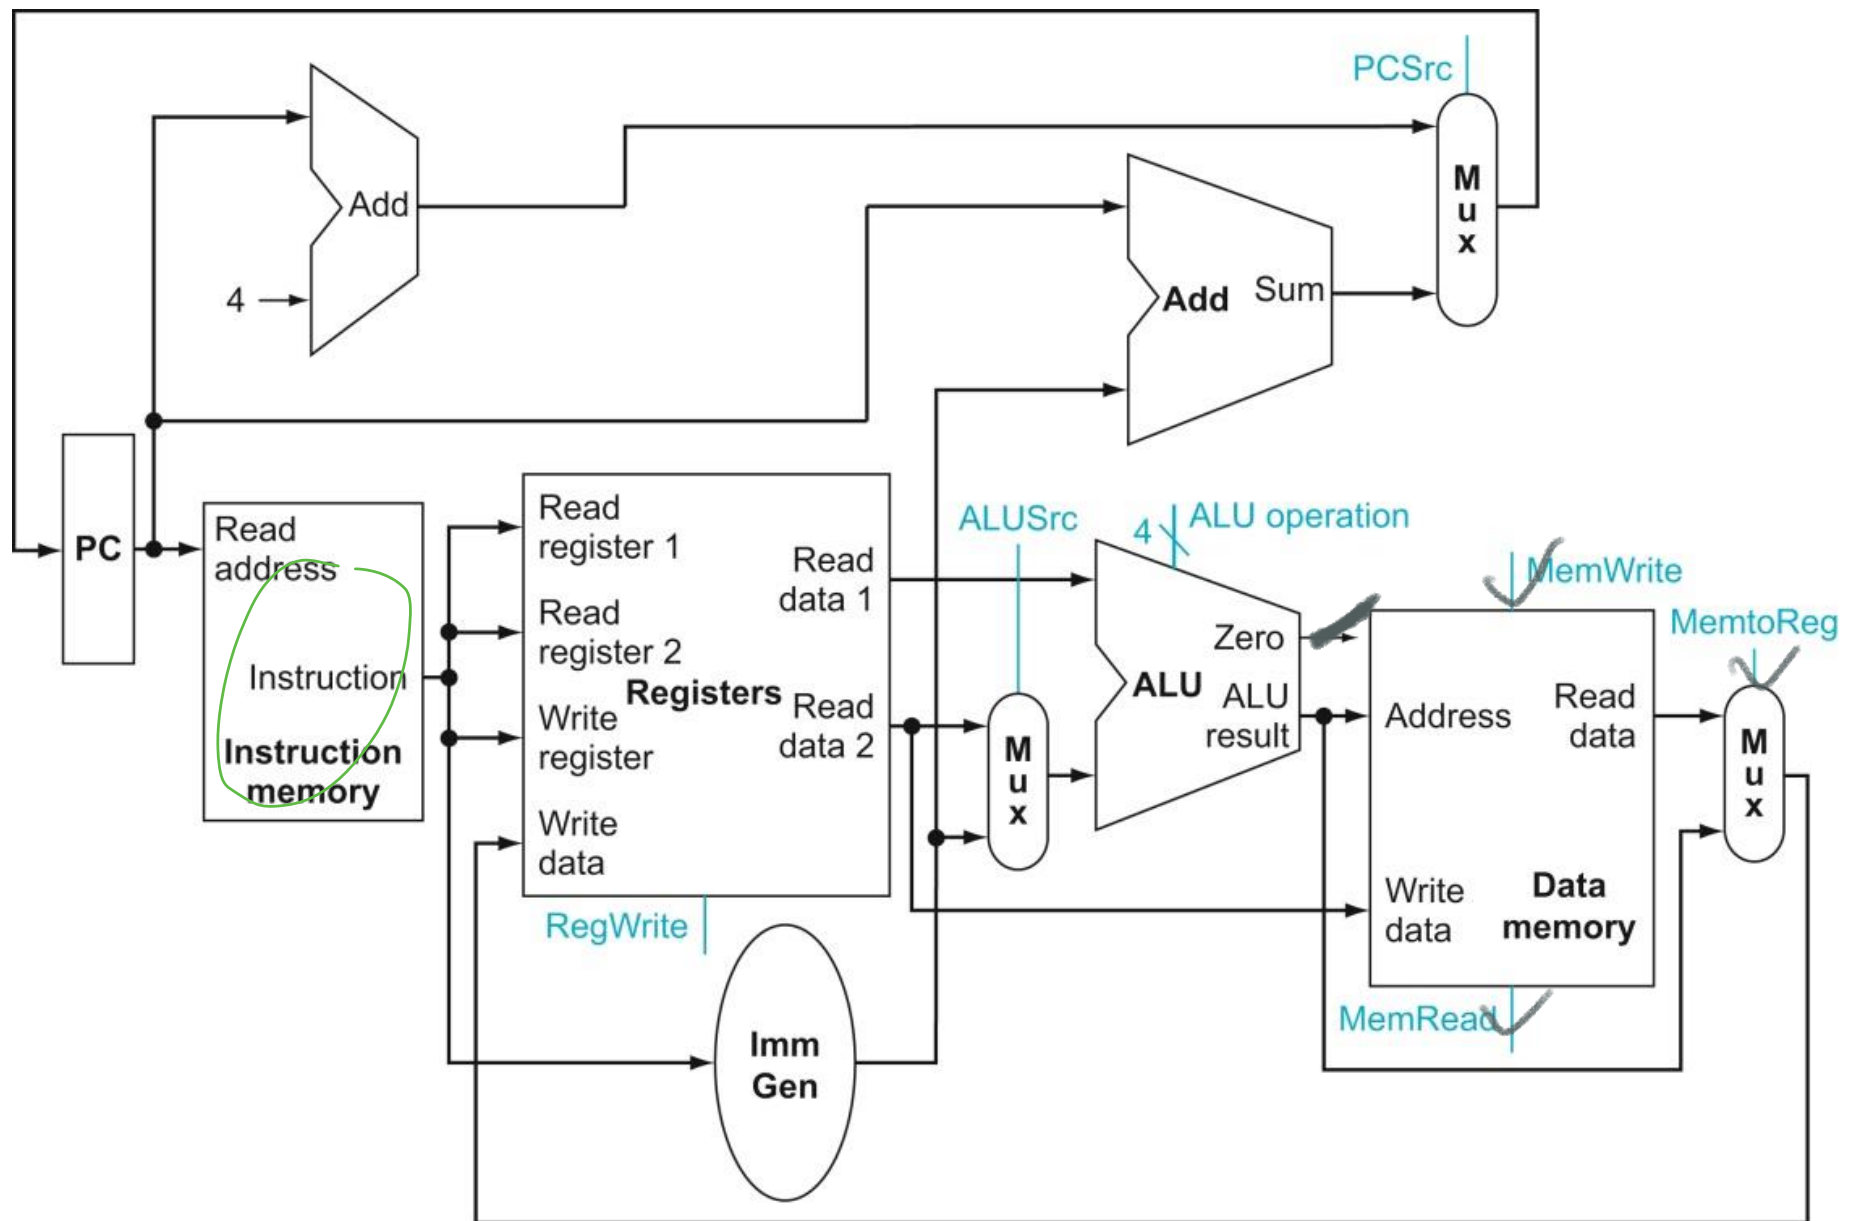 PCSrc
M
u
x
Add
4
Add Sum
PC
Read
address
Instruction
Instruction
memory
Read
register 1
Read
register 2
Write
register
Write
data
Registers
Read
data 1
Read
data 2
RegWrite
Imm
Gen
ALUSrc
M
u
x
4
ALU operation
Zero
ALU
ALU
result
MemWrite
Address
Read
data
Write
data
Data
memory
MemRead
MemtoReg
M
u
x